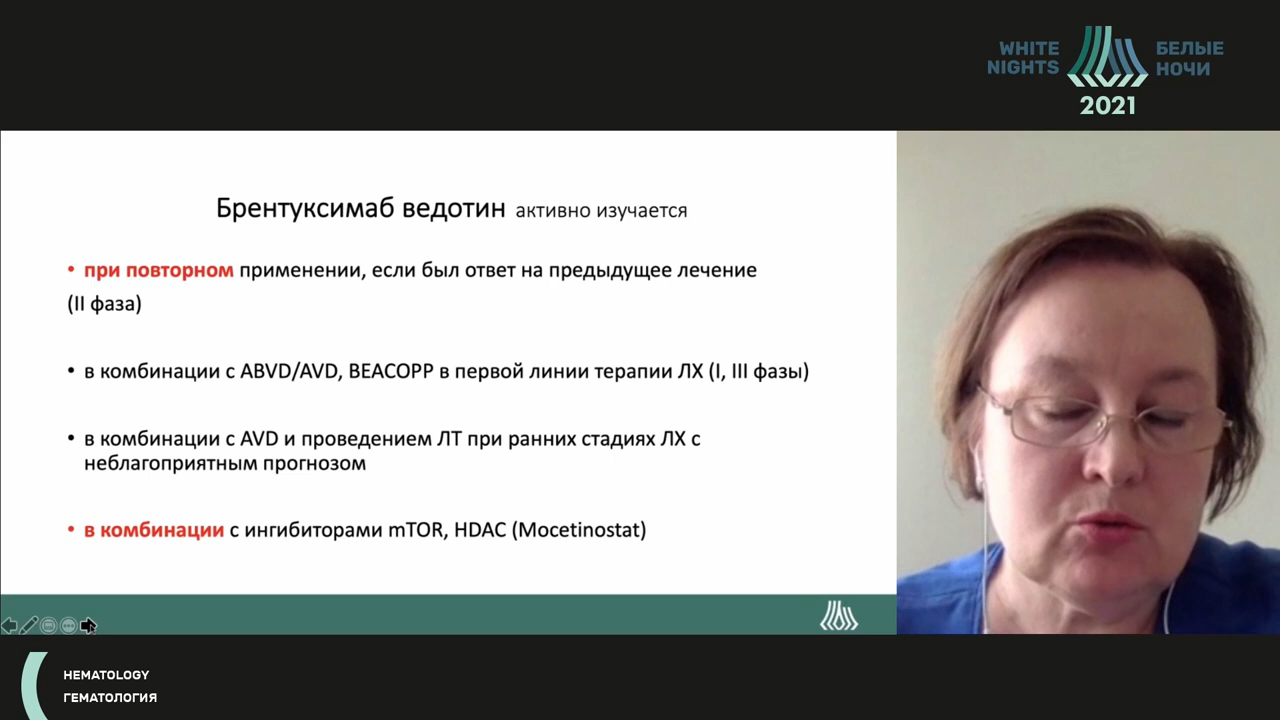 WHITE
NIGHTS
БЕЛЫЕ
НОЧИ
2021
Брентуксимаб ведотин активно изучается
• при повторном применении, если был ответ на предыдущее лечение
(II фаза)
• в комбинации с ABVD/AVD, BEACOPP в первой линии терапии ЛХ (I, III фазы)
• в комбинации с AVD и проведением ЛТ при ранних стадиях ЛХ с
неблагоприятным прогнозом
• в комбинации с ингибиторами mTOR, HDAC (Mocetinostat)
HEMATOLOGY
ГЕМАТОЛОГИЯ